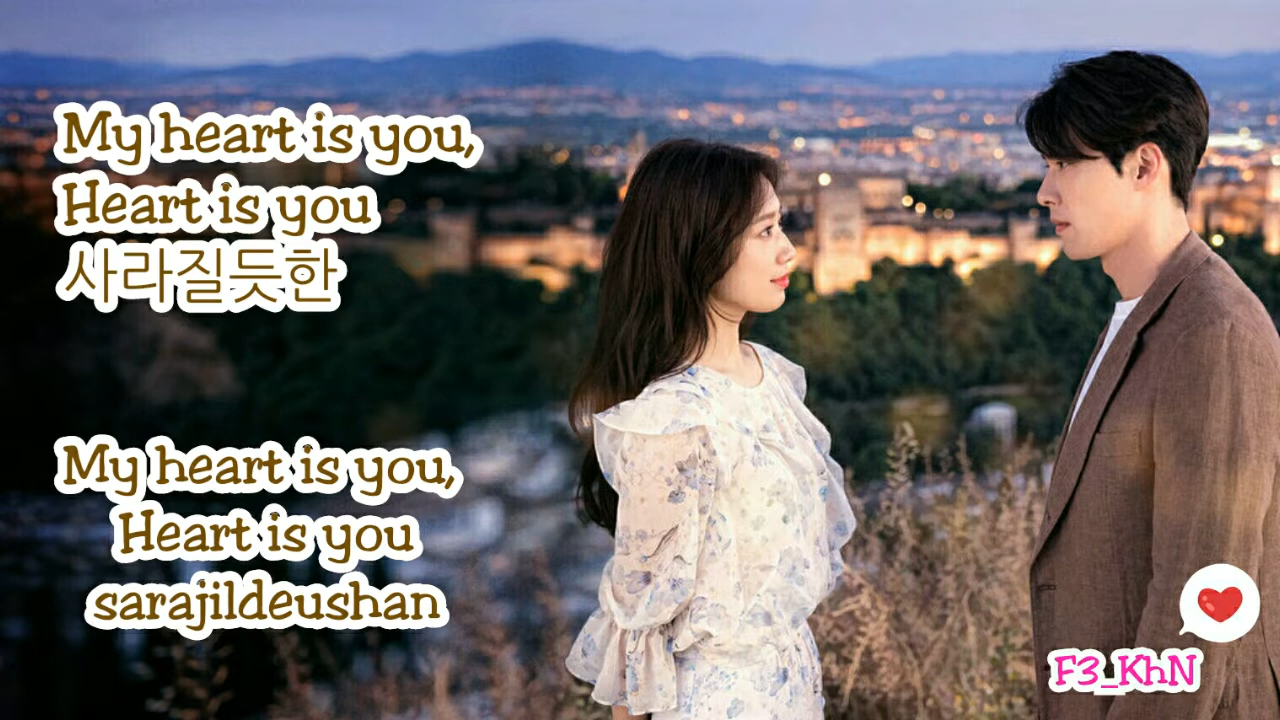 My heart is you,
Heart is you
사라질듯한
My heart is you,
Heart is you
sarajildeushan
F3_KhN